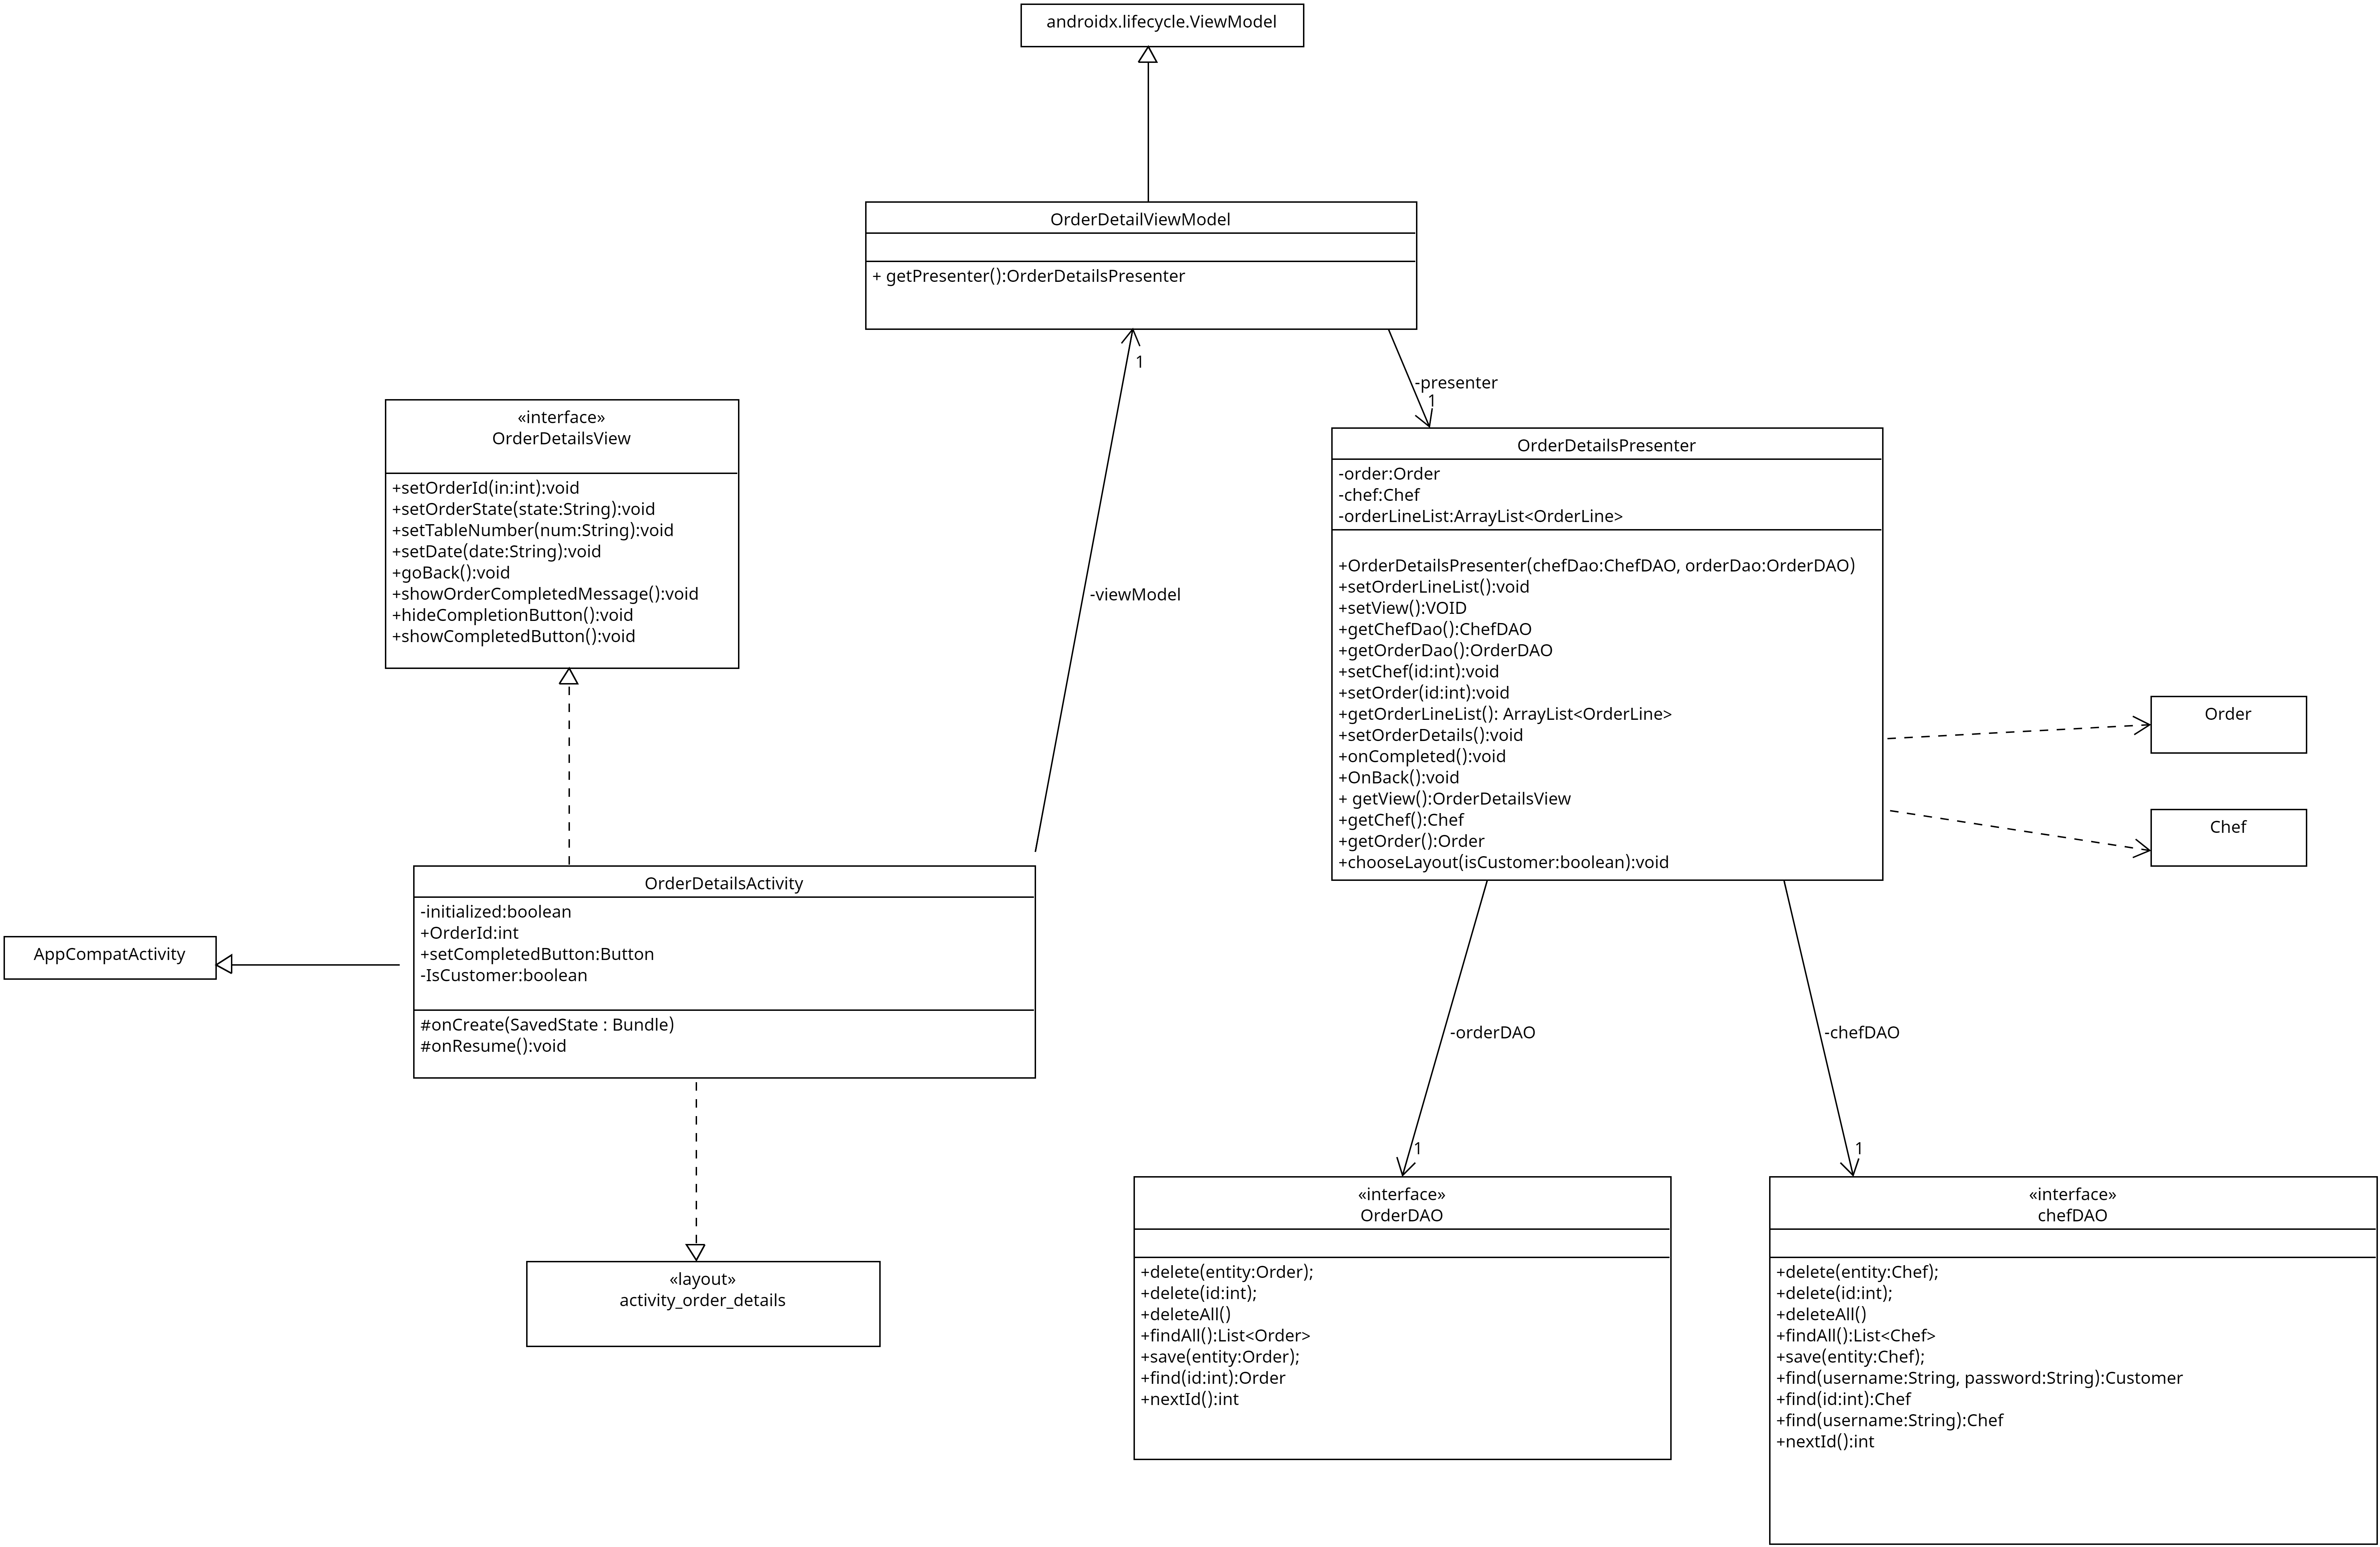 androidx.lifecycle.ViewModel
OrderDetailViewModel
+ getPresenter():OrderDetailsPresenter
1
-presenter
1
«interface»
OrderDetailsView
+setOrderId(in:int):void
+setOrderState(state:String):void
+setTableNumber(num:String):void
+setDate(date:String):void
+goBack():void
+showOrderCompletedMessage():void
+hideCompletionButton():void
+showCompletedButton():void
-viewModel
OrderDetailsPresenter
-order:Order
-chef:Chef
-orderLineList:ArrayList<OrderLine>
+OrderDetailsPresenter(chefDao:ChefDAO, orderDao:OrderDAO)
+setOrderLineList():void
+setView():VOID
+getChefDao():ChefDAO
+getOrderDao():OrderDAO
+setChef(id:int):void
+setOrder(id:int):void
+getOrderLineList(): ArrayList<OrderLine>
+setOrderDetails():void
+onCompleted():void
+OnBack():void
+ getView():OrderDetailsView
+getChef():Chef
+getOrder():Order
+chooseLayout(isCustomer:boolean):void
Order
Chef
OrderDetailsActivity
-initialized:boolean
+OrderId:int
+setCompletedButton:Button
-IsCustomer:boolean
#onCreate(SavedState : Bundle)
#onResume():void
AppCompatActivity
-orderDAO
1
-chefDAO
1
«layout»
activity_order_details
«interface»
OrderDAO
+delete(entity:Order);
+delete(id:int);
+deleteAll()
+findAll():List<Order>
+save(entity:Order);
+find(id:int):Order
+nextId():int
«interface»
chefDAO
+delete(entity:Chef);
+delete(id:int);
+deleteAll()
+findAll():List<Chef>
+save(entity:Chef);
+find(username:String, password:String):Customer
+find(id:int):Chef
+find(username:String):Chef
+nextId():int